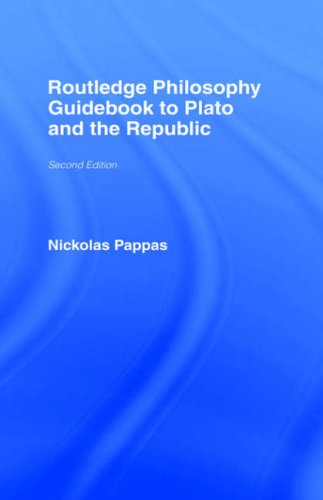 Routledge Philosophy
Guidebook to Plato
and the Republic
Second Edition
Nickolas Pappas